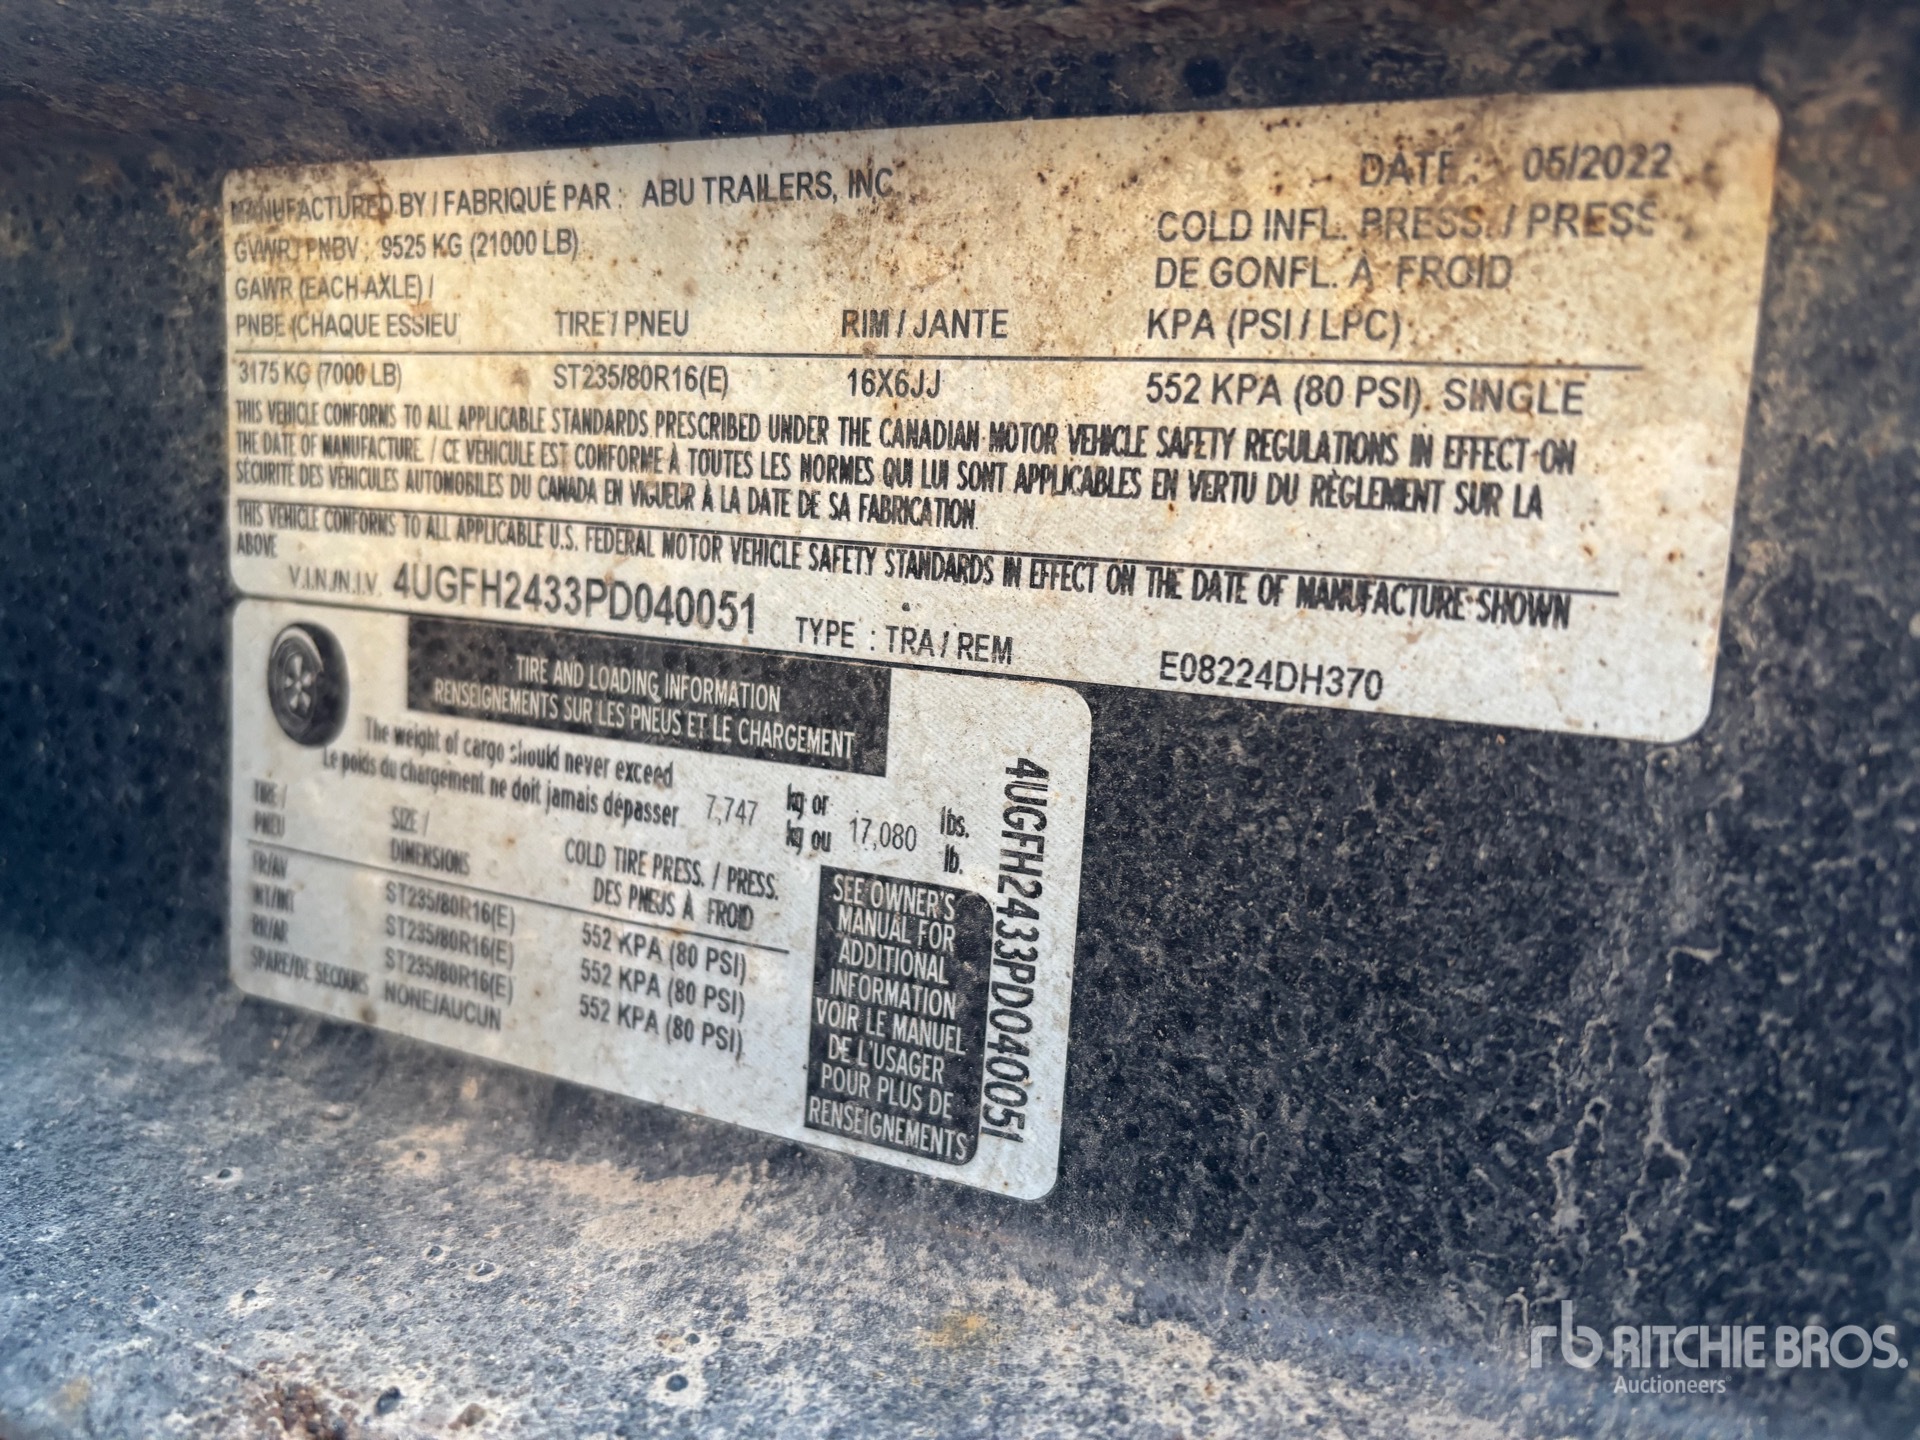 MANUFACTURED BY / FABRIQUÉ PAR : ABU TRAILERS, INC.
DATE : 05/2022
GVWR / PNBV : 9525 KG (21000 LB)
COLD INFL. PRESS. / PRESS
DE GONFL. A FROID
GAWR (EACH AXLE) /
PNBE (CHAQUE ESSIEU
TIRE / PNEU
RIM / JANTE
KPA (PSI / LPC)
3175 KG (7000 LB)
ST235/80R16(E)
16X6JJ
552 KPA (80 PSI). SINGLE
THIS VEHICLE CONFORMS TO ALL APPLICABLE STANDARDS PRESCRIBED UNDER THE CANADIAN MOTOR VEHICLE SAFETY REGULATIONS IN EFFECT ON
THE DATE OF MANUFACTURE. / CE VEHICULE EST CONFORME À TOUTES LES NORMES QUI LUI SONT APPLICABLES EN VERTU DU RÈGLEMENT SUR LA
SÉCURITÉ DES VEHICULES AUTOMOBILES DU CANADA EN VIGUEUR À LA DATE DE SA FABRICATION.
THIS VEHICLE CONFORMS TO ALL APPLICABLE U.S. FEDERAL MOTOR VEHICLE SAFETY STANDARDS IN EFFECT ON THE DATE OF MANUFACTURE SHOWN
ABOVE
V.I.N./N.I.V. 4UGFH2433PD040051 TYPE : TRA / REM E08224DH370
TIRE AND LOADING INFORMATION
RENSEIGNEMENTS SUR LES PNEUS ET LE CHARGEMENT
The weight of cargo should never exceed kg or lbs.
Le poids du chargement ne doit jamais dépasser 7,747 kg ou 17,080 lb.
TIRE /
PNEU
SIZE /
DIMENSIONS
COLD TIRE PRESS. / PRESS.
DES PNEUS À FROID
FR/AV ST235/80R16(E) 552 KPA (80 PSI)
INT/INT ST235/80R16(E) 552 KPA (80 PSI)
RR/AR ST235/80R16(E) 552 KPA (80 PSI)
SPARE/DE SECOURS NONE/AUCUN
SEE OWNER'S
MANUAL FOR
ADDITIONAL
INFORMATION
VOIR LE MANUEL
DE L'USAGER
POUR PLUS DE
RENSEIGNEMENTS
4UGFH2433PD040051
rb RITCHIE BROS.
Auctioneers